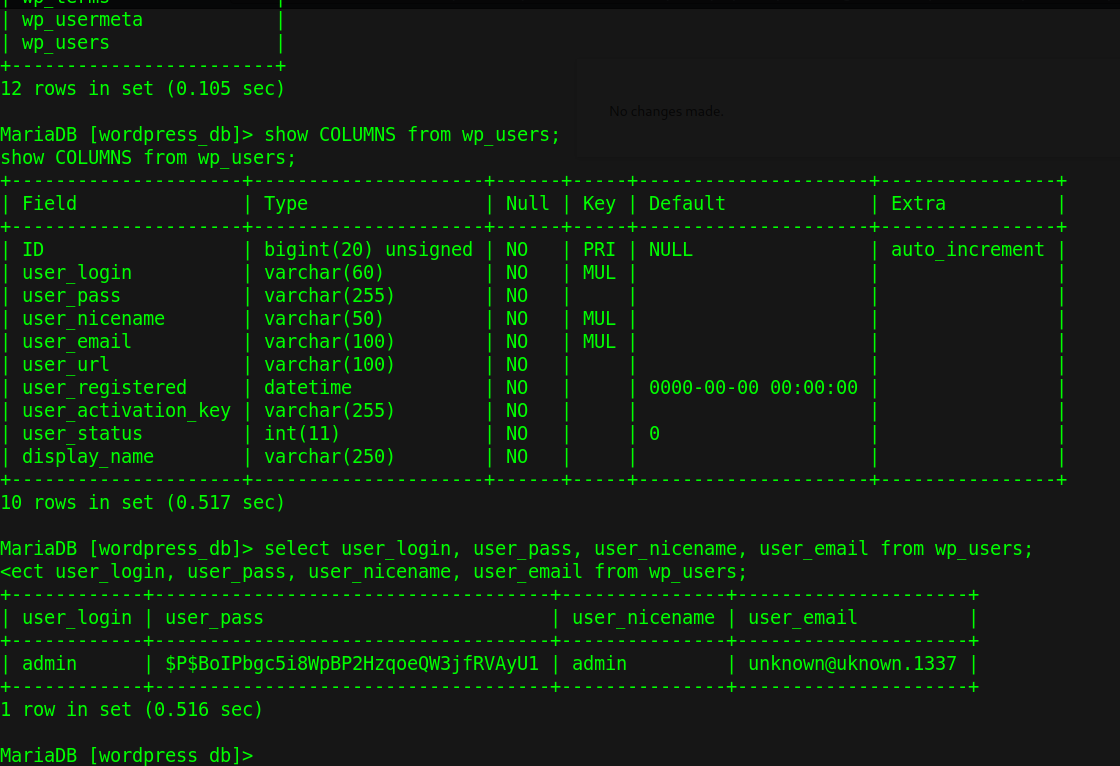 | wp_terms               |
| wp_usermeta            |
| wp_users               |
+------------------------+
12 rows in set (0.105 sec)
No changes made.
MariaDB [wordpress_db]> show COLUMNS from wp_users;
show COLUMNS from wp_users;
+---------------------+---------------------+------+-----+---------------------+----------------+
| Field               | Type                | Null | Key | Default             | Extra          |
+---------------------+---------------------+------+-----+---------------------+----------------+
| ID                  | bigint(20) unsigned | NO   | PRI | NULL                | auto_increment |
| user_login          | varchar(60)         | NO   | MUL |                     |                |
| user_pass           | varchar(255)        | NO   |     |                     |                |
| user_nicename       | varchar(50)         | NO   | MUL |                     |                |
| user_email          | varchar(100)        | NO   | MUL |                     |                |
| user_url            | varchar(100)        | NO   |     |                     |                |
| user_registered     | datetime            | NO   |     | 0000-00-00 00:00:00 |                |
| user_activation_key | varchar(255)        | NO   |     |                     |                |
| user_status         | int(11)             | NO   |     | 0                   |                |
| display_name        | varchar(250)        | NO   |     |                     |                |
+---------------------+---------------------+------+-----+---------------------+----------------+
10 rows in set (0.517 sec)
MariaDB [wordpress_db]> select user_login, user_pass, user_nicename, user_email from wp_users;
<ect user_login, user_pass, user_nicename, user_email from wp_users;
+------------+------------------------------------+---------------+---------------------+
| user_login | user_pass                          | user_nicename | user_email          |
+------------+------------------------------------+---------------+---------------------+
| admin      | $P$BoIPbgc5i8WpBP2HzqoeQW3jfRVAyU1 | admin         | unknown@uknown.1337 |
+------------+------------------------------------+---------------+---------------------+
1 row in set (0.516 sec)
MariaDB [wordpress_db]>